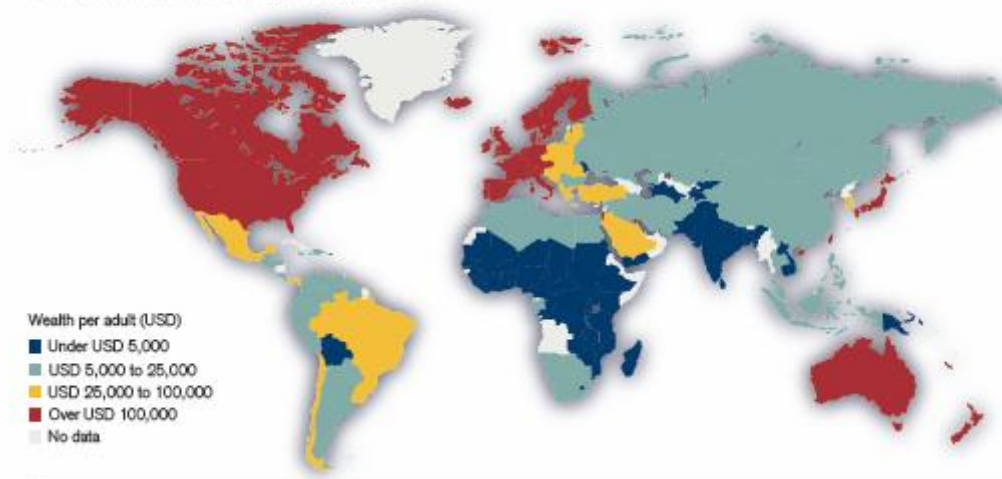 Wealth per adult (USD)
Under USD 5,000
USD 5,000 to 25,000
USD 25,000 to 100,000
Over USD 100,000
No data